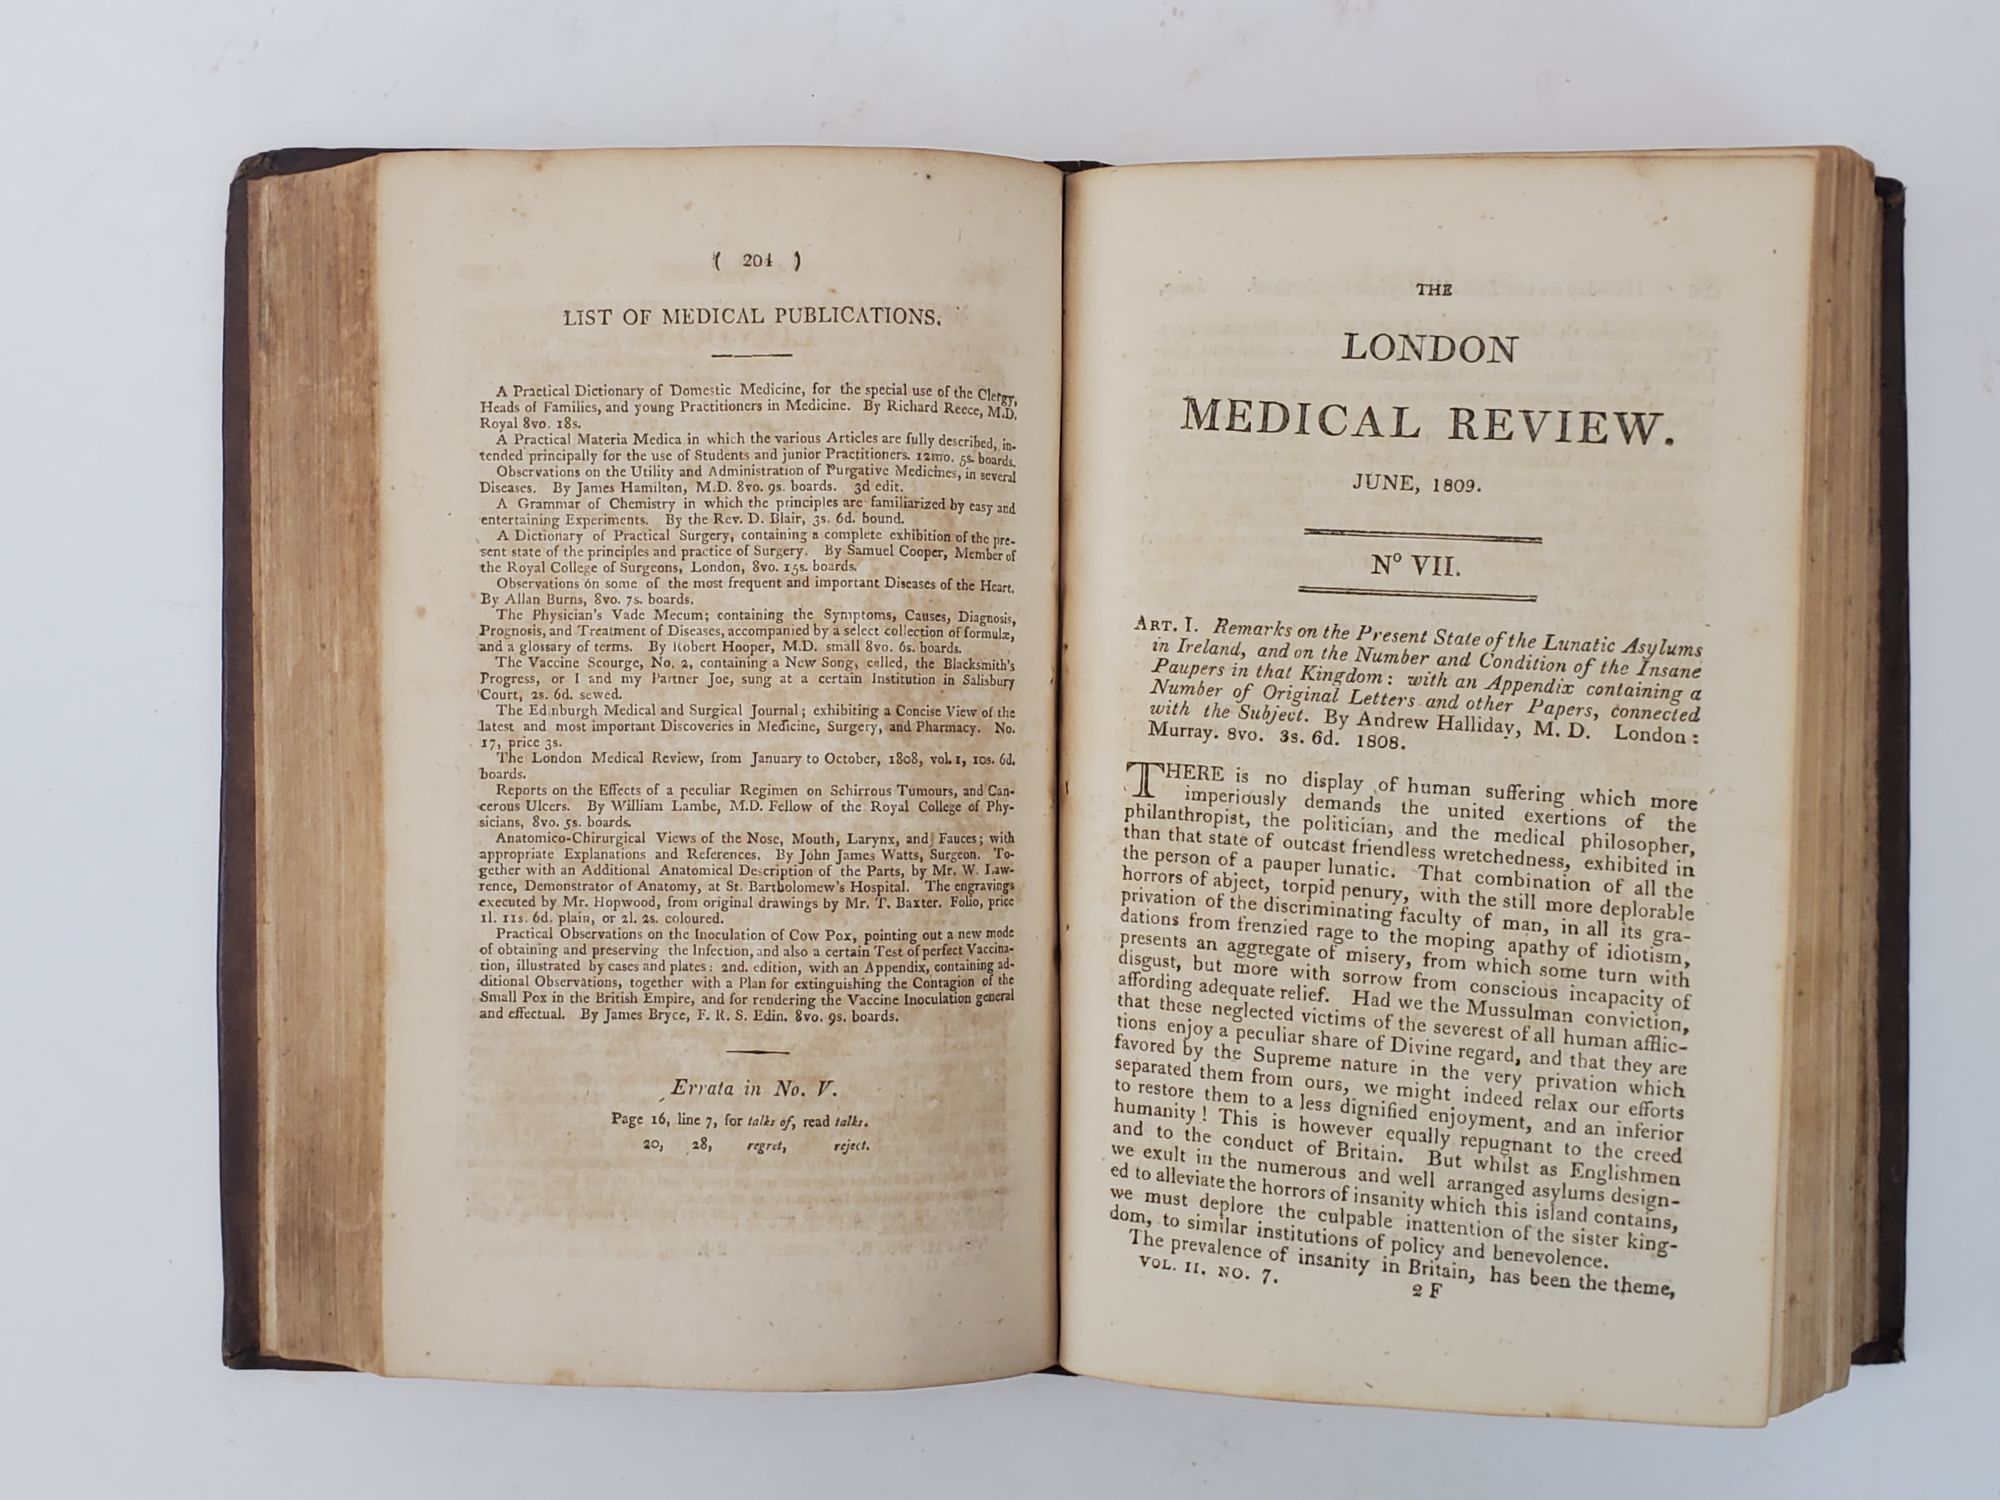 ( 204 )
LIST OF MEDICAL PUBLICATIONS.
A Practical Dictionary of Domestic Medicine, for the special use of the Clergy,
Heads of Families, and young Practitioners in Medicine. By Richard Reece, M.D.
Royal 8vo. 18s.
A Practical Materia Medica in which the various Articles are fully described, in-
tended principally for the use of Students and junior Practitioners. 12mo. 5s. boards.
Observations on the Utility and Administration of Purgative Medicines, in several
Diseases. By James Hamilton, M.D. 8vo. 9s. boards. 3d edit.
A Grammar of Chemistry in which the principles are familiarized by easy and
entertaining Experiments. By the Rev. D. Blair, 3s. 6d. bound.
A Dictionary of Practical Surgery, containing a complete exhibition of the pre-
sent state of the principles and practice of Surgery. By Samuel Cooper, Member of
the Royal College of Surgeons, London, 8vo. 15s. boards.
Observations on some of the most frequent and important Diseases of the Heart.
By Allan Burns, 8vo. 7s. boards.
The Physician's Vade Mecum; containing the Symptoms, Causes, Diagnosis,
Prognosis, and Treatment of Diseases, accompanied by a select collection of formulæ,
and a glossary of terms. By Robert Hooper, M.D. small 8vo. 6s. boards.
The Vaccine Scourge, No. 2, containing a New Song, called, the Blacksmith's
Progress, or I and my Partner Joe, sung at a certain Institution in Salisbury
Court, 2s. 6d. sewed.
The Edinburgh Medical and Surgical Journal; exhibiting a Concise View of the
latest and most important Discoveries in Medicine, Surgery, and Pharmacy. No.
17, price 3s.
The London Medical Review, from January to October, 1808, vol. 1, 10s. 6d.
boards.
Reports on the Effects of a peculiar Regimen on Schirrous Tumours, and Can-
cerous Ulcers. By William Lambe, M.D. Fellow of the Royal College of Phy-
sicians, 8vo. 5s. boards.
Anatomico-Chirurgical Views of the Nose, Mouth, Larynx, and Fauces; with
appropriate Explanations and References. By John James Watts, Surgeon. To-
gether with an Additional Anatomical Description of the Parts, by Mr. W. Law-
rence, Demonstrator of Anatomy, at St. Bartholomew's Hospital. The engravings
executed by Mr. Hopwood, from original drawings by Mr. T. Baxter. Folio, price
1l. 11s. 6d. plain, or 2l. 2s. coloured.
Practical Observations on the Inoculation of Cow Pox, pointing out a new mode
of obtaining and preserving the Infection, and also a certain Test of perfect Vaccina-
tion, illustrated by cases and plates: 2nd. edition, with an Appendix, containing ad-
ditional Observations, together with a Plan for extinguishing the Contagion of the
Small Pox in the British Empire, and for rendering the Vaccine Inoculation general
and effectual. By James Bryce, F. R. S. Edin. 8vo. 9s. boards.
Errata in No. V.
Page 16, line 7, for talks of, read talks.
20, 28, regret, reject.
THE
LONDON
MEDICAL REVIEW.
JUNE, 1809.
Nº VII.
ART. I. Remarks on the Present State of the Lunatic Asylums
in Ireland, and on the Number and Condition of the Insane
Paupers in that Kingdom: with an Appendix containing a
Number of Original Letters and other Papers, connected
with the Subject. By Andrew Halliday, M. D. London:
Murray. 8vo. 3s. 6d. 1808.
THERE is no display of human suffering which more
imperiously demands the united exertions of the
philanthropist, the politician, and the medical philosopher,
than that state of outcast friendless wretchedness, exhibited in
the person of a pauper lunatic. That combination of all the
horrors of abject, torpid penury, with the still more deplorable
privation of the discriminating faculty of man, in all its gra-
dations from frenzied rage to the moping apathy of idiotism,
presents an aggregate of misery, from which some turn with
disgust, but more with sorrow from conscious incapacity of
affording adequate relief. Had we the Mussulman conviction,
that these neglected victims of the severest of all human afflic-
tions enjoy a peculiar share of Divine regard, and that they are
favored by the Supreme nature in the very privation which
separated them from ours, we might indeed relax our efforts
to restore them to a less dignified enjoyment, and an inferior
humanity! This is however equally repugnant to the creed
and to the conduct of Britain. But whilst as Englishmen
we exult in the numerous and well arranged asylums design-
ed to alleviate the horrors of insanity which this island contains,
we must deplore the culpable inattention of the sister king-
dom, to similar institutions of policy and benevolence.
The prevalence of insanity in Britain, has been the theme,
VOL. II. NO. 7. 2 F